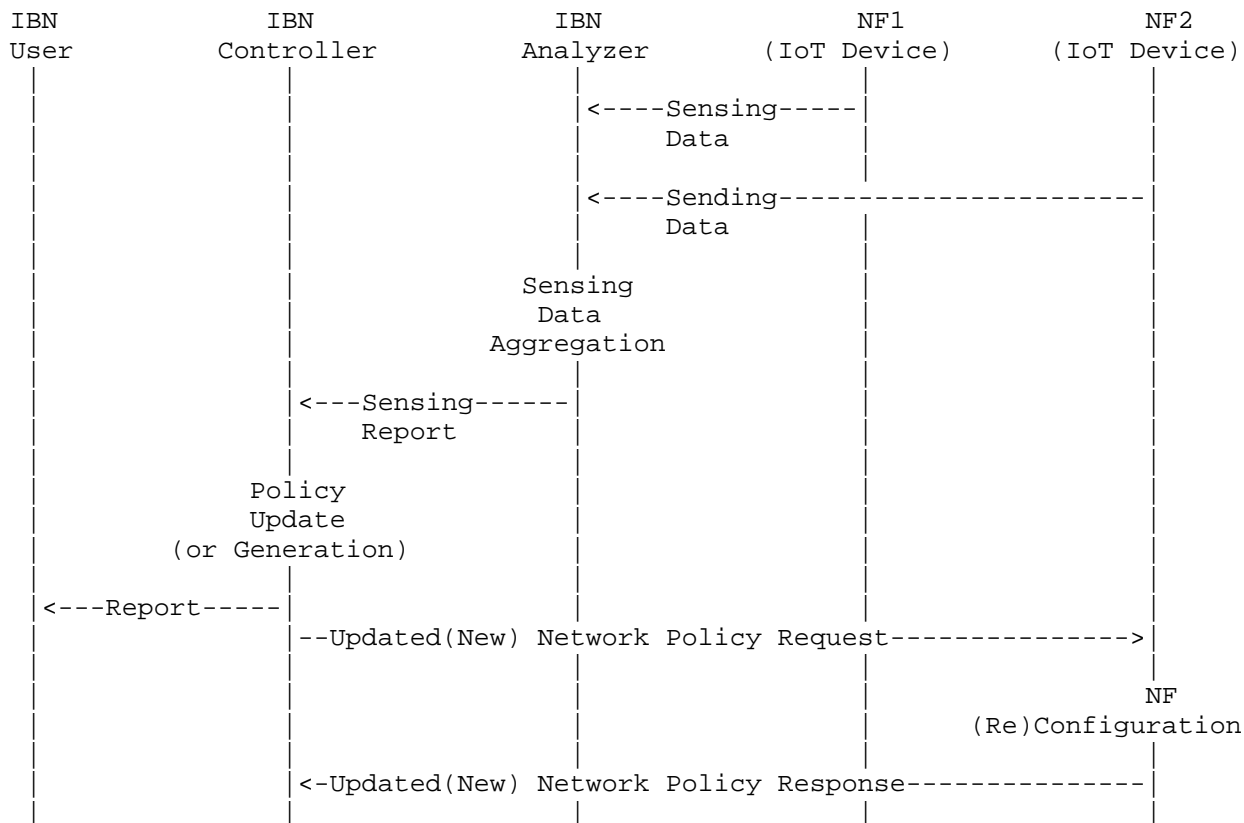 IBN IBN IBN NF1 NF2
User Controller Analyzer (IoT Device) (IoT Device)
<----Sensing-----
Data
<----Sending-----------------------
Data
Sensing
Data
Aggregation
<---Sensing------
Report
Policy
Update
(or Generation)
<---Report-----
--Updated(New) Network Policy Request--------------->
NF
(Re)Configuration
<-Updated(New) Network Policy Response---------------